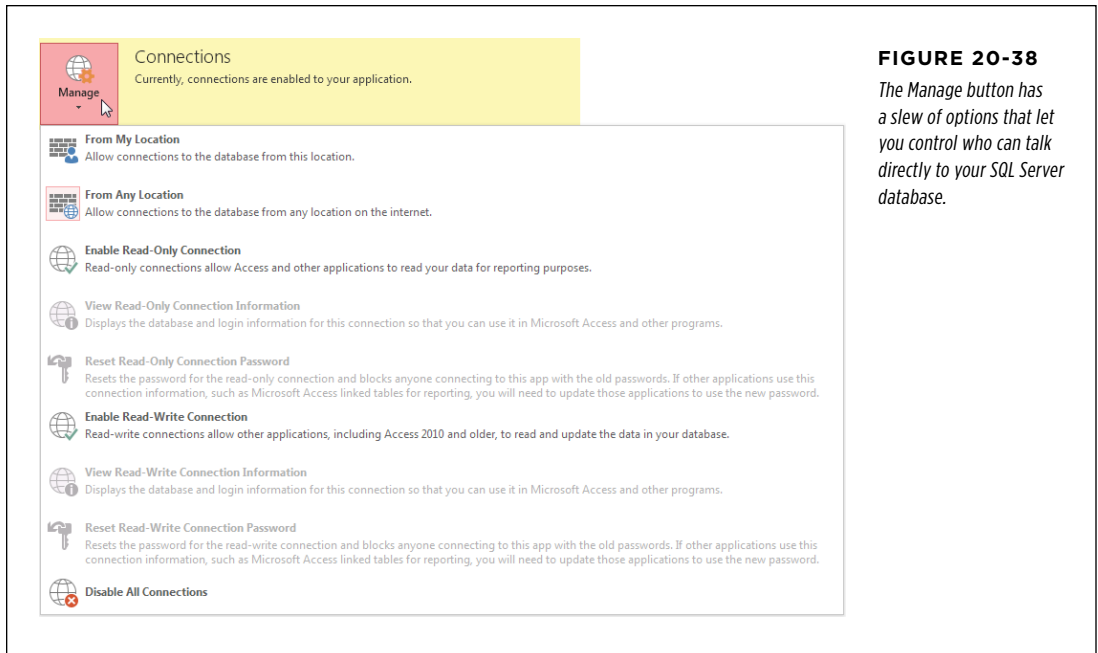 Connections
Currently, connections are enabled to your application.
Manage
From My Location
Allow connections to the database from this location.
From Any Location
Allow connections to the database from any location on the internet.
Enable Read-Only Connection
Read-only connections allow Access and other applications to read your data for reporting purposes.
View Read-Only Connection Information
Displays the database and login information for this connection so that you can use it in Microsoft Access and other programs.
Reset Read-Only Connection Password
Resets the password for the read-only connection and blocks anyone connecting to this app with the old passwords. If other applications use this
connection information, such as Microsoft Access linked tables for reporting, you will need to update those applications to use the new password.
Enable Read-Write Connection
Read-write connections allow other applications, including Access 2010 and older, to read and update the data in your database.
View Read-Write Connection Information
Displays the database and login information for this connection so that you can use it in Microsoft Access and other programs.
Reset Read-Write Connection Password
Resets the password for the read-write connection and blocks anyone connecting to this app with the old passwords. If other applications use this
connection information, such as Microsoft Access linked tables for reporting, you will need to update those applications to use the new password.
Disable All Connections
FIGURE 20-38
The Manage button has
a slew of options that let
you control who can talk
directly to your SQL Server
database.